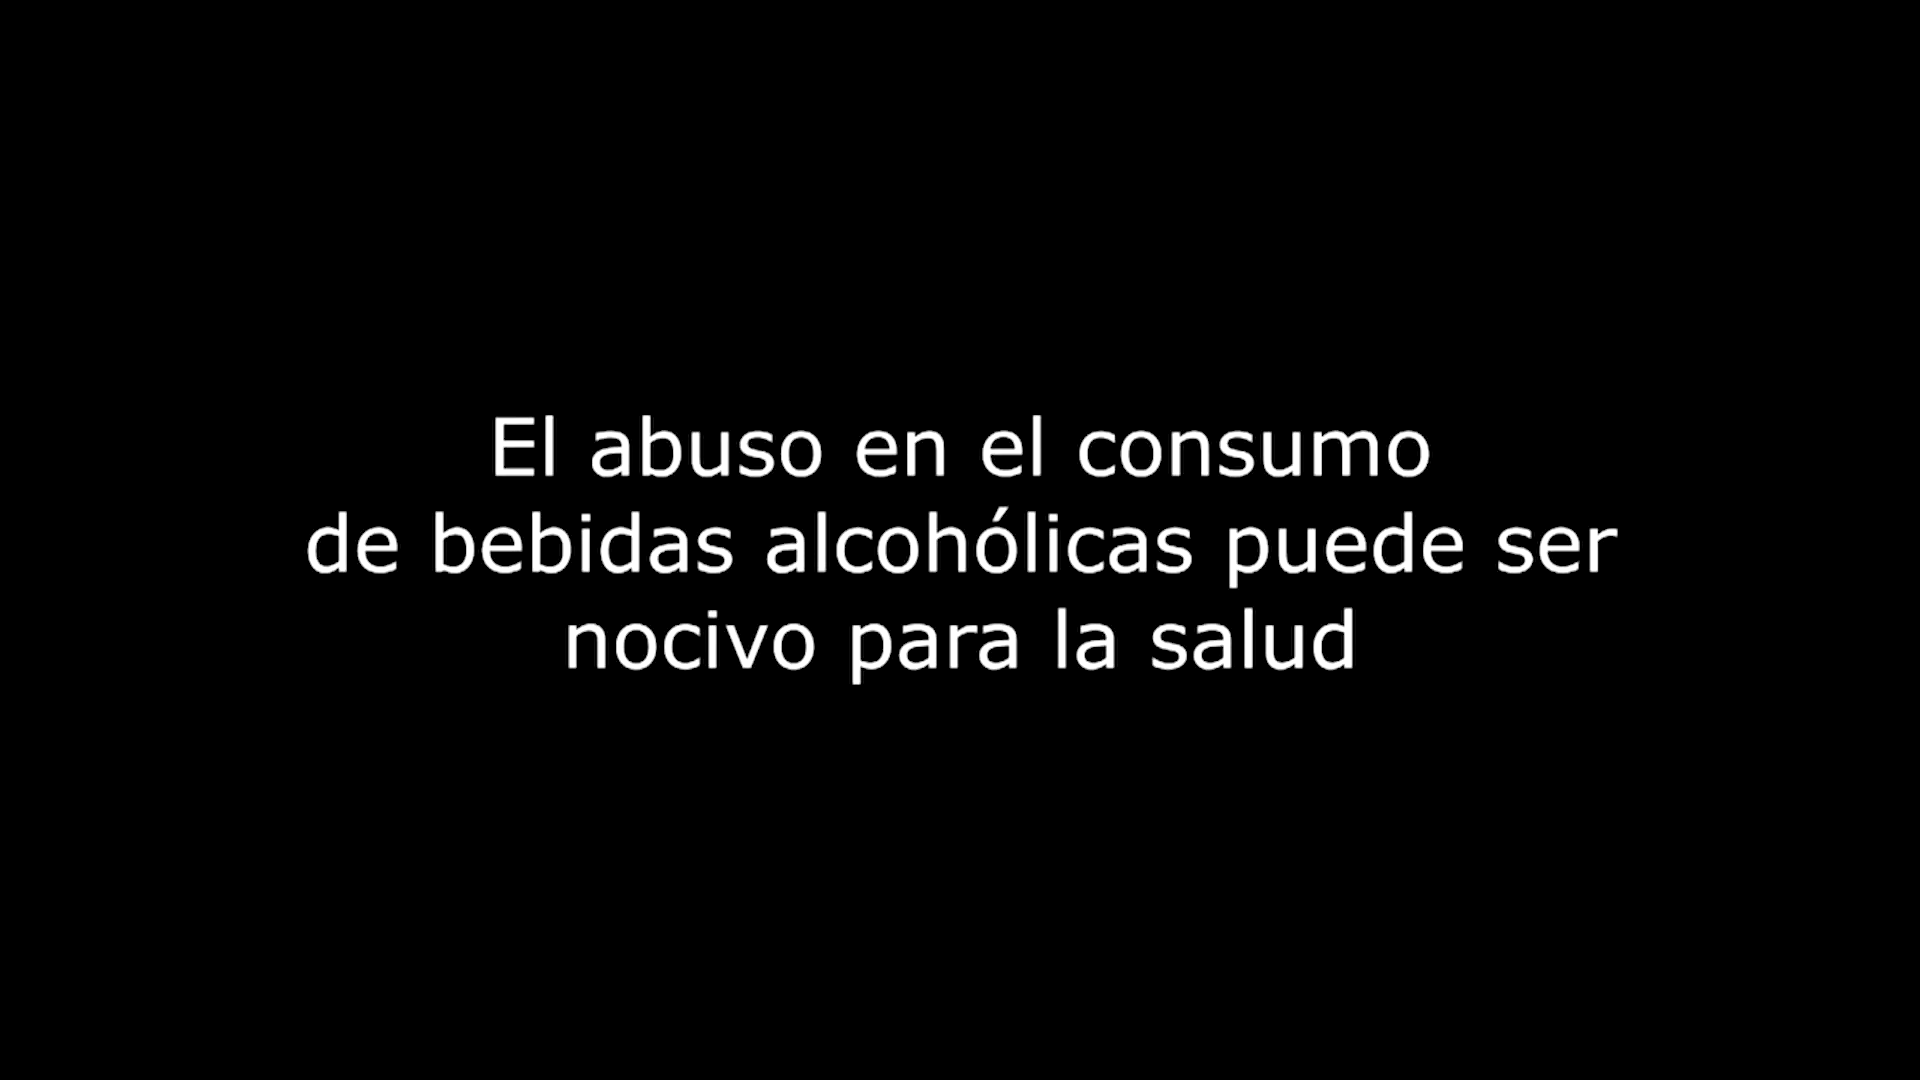 El abuso en el consumo
de bebidas alcohólicas puede ser
nocivo para la salud